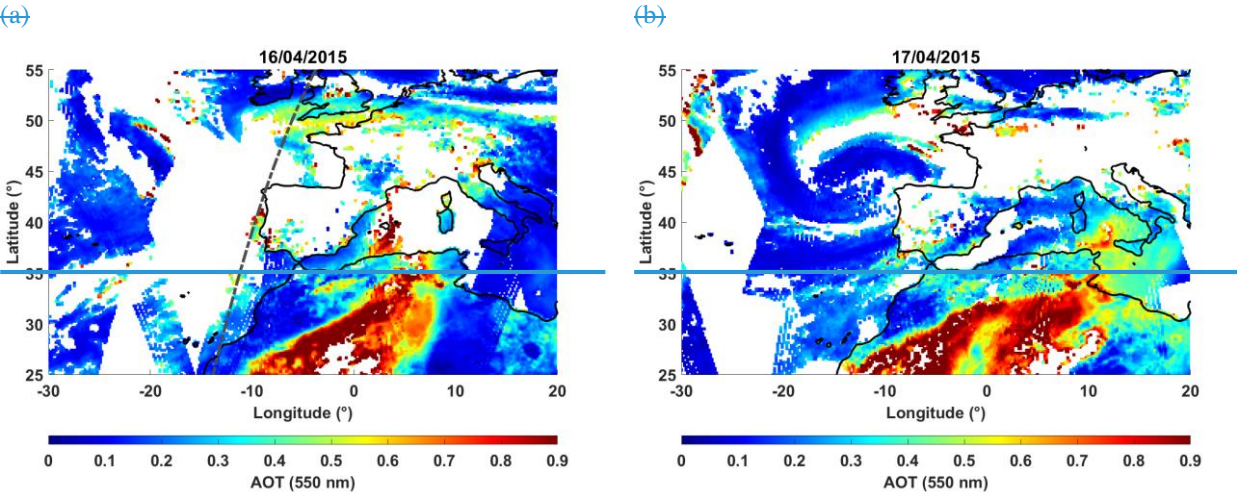 (a) (b)
16/04/2015 17/04/2015
55 55
50 50
45 45
40 40
35 35
30 30
25 25
Latitude (°) Latitude (°)
-30 -20 -10 0 10 20 -30 -20 -10 0 10 20
Longitude (°) Longitude (°)
0 0.1 0.2 0.3 0.4 0.5 0.6 0.7 0.8 0.9 0 0.1 0.2 0.3 0.4 0.5 0.6 0.7 0.8 0.9
AOT (550 nm) AOT (550 nm)